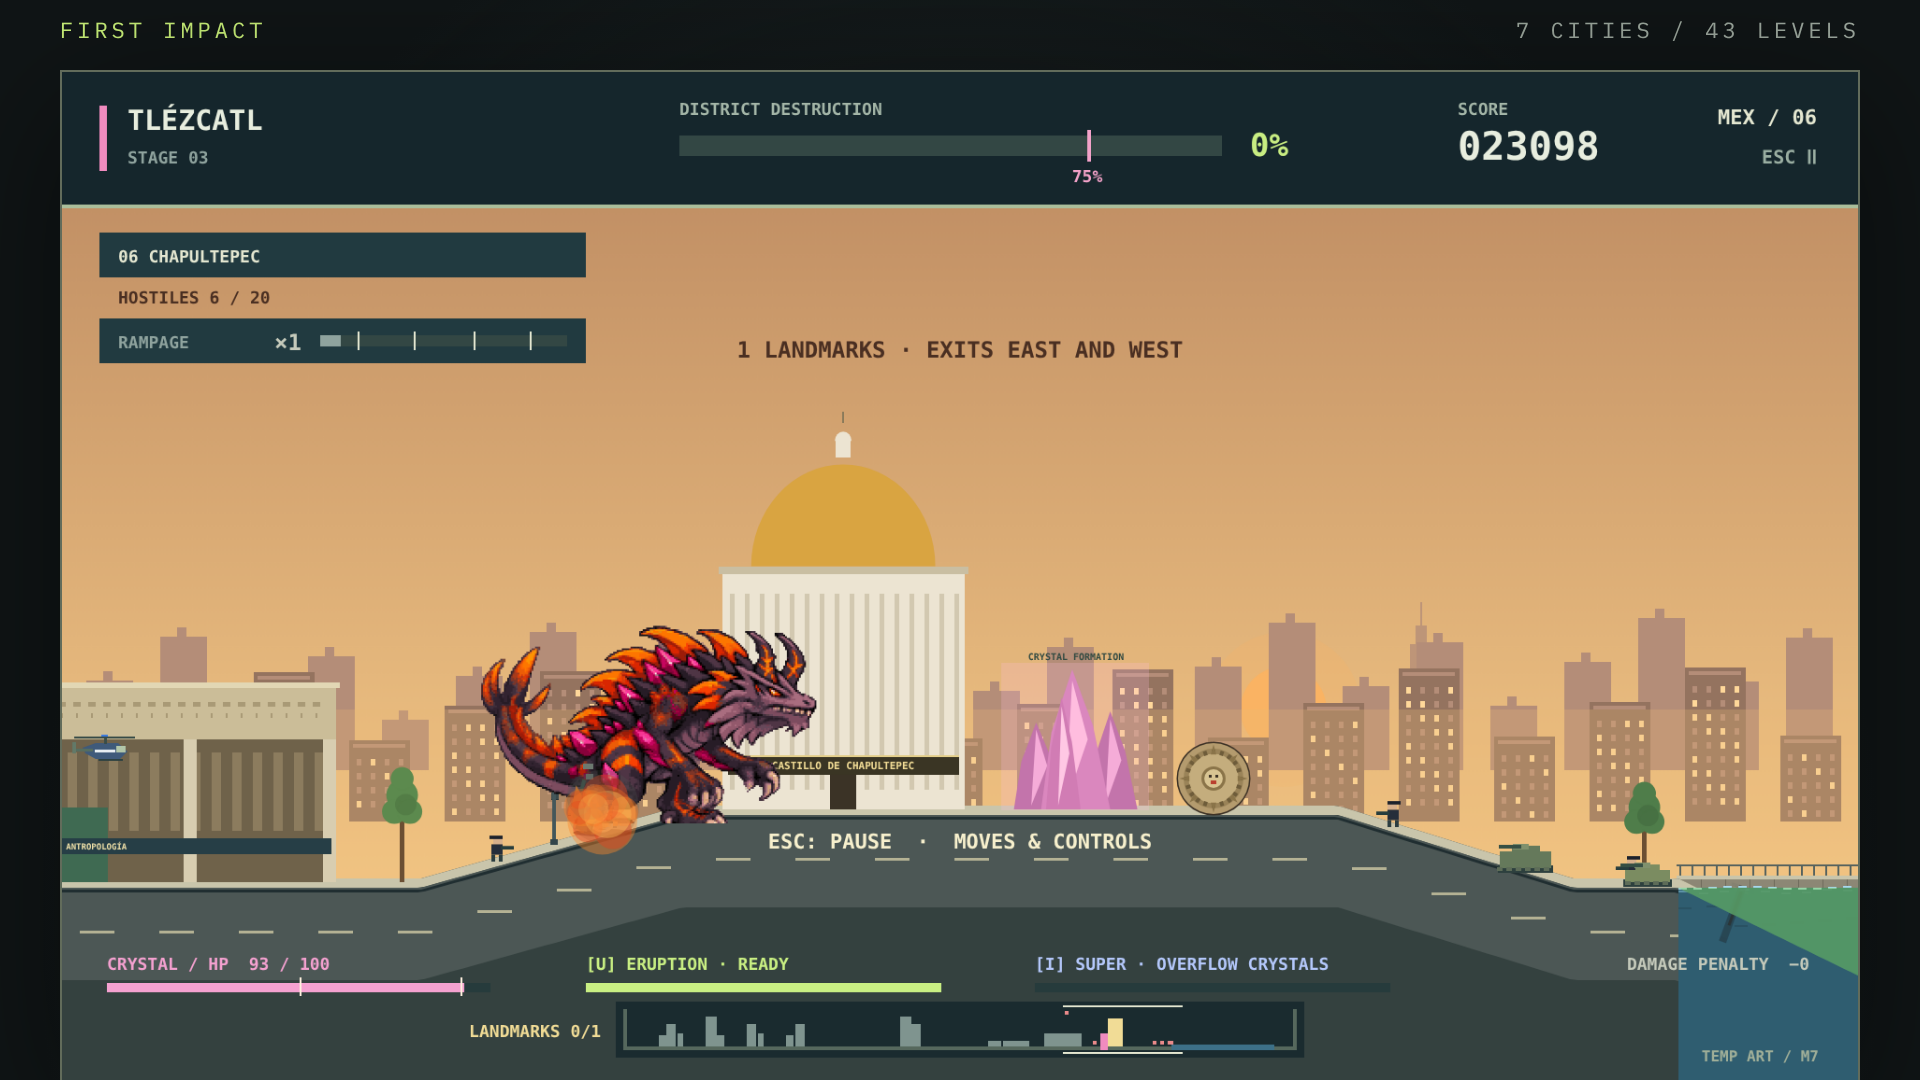 FIRST IMPACT
7 CITIES / 43 LEVELS
TLÉZCATL
STAGE 03
DISTRICT DESTRUCTION
0%
75%
SCORE
023098
MEX / 06
ESC II
06 CHAPULTEPEC
HOSTILES 6 / 20
RAMPAGE ×1
1 LANDMARKS · EXITS EAST AND WEST
CRYSTAL FORMATION
CASTILLO DE CHAPULTEPEC
ANTROPOLOGÍA
ESC: PAUSE · MOVES & CONTROLS
CRYSTAL / HP 93 / 100
[U] ERUPTION · READY
[I] SUPER · OVERFLOW CRYSTALS
DAMAGE PENALTY −0
LANDMARKS 0/1
TEMP ART / M7